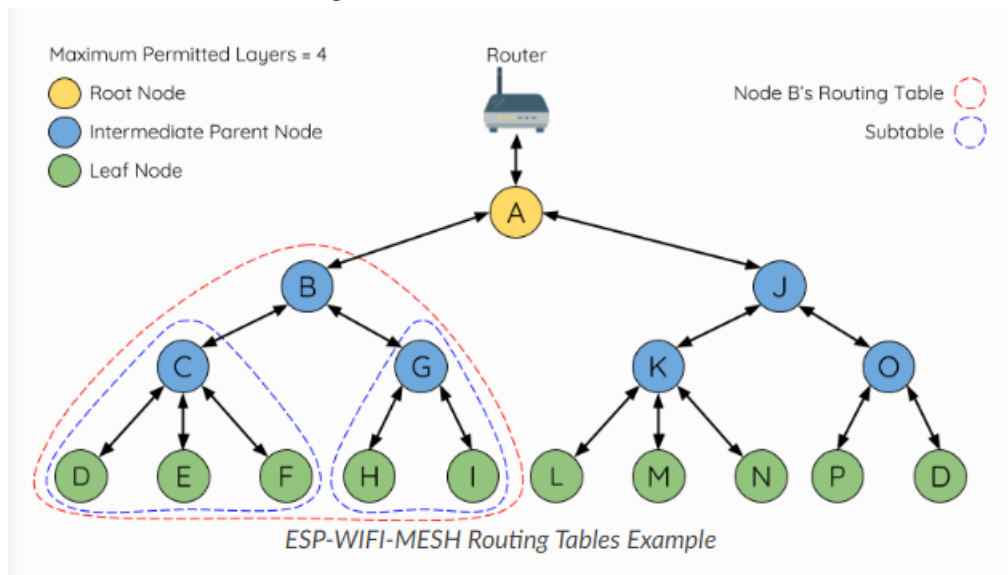 Maximum Permitted Layers = 4
Router
Root Node
Node B's Routing Table
Intermediate Parent Node
Subtable
Leaf Node
A
B
J
C
G
K
O
D
E
F
H
I
L
M
N
P
D
ESP-WIFI-MESH Routing Tables Example